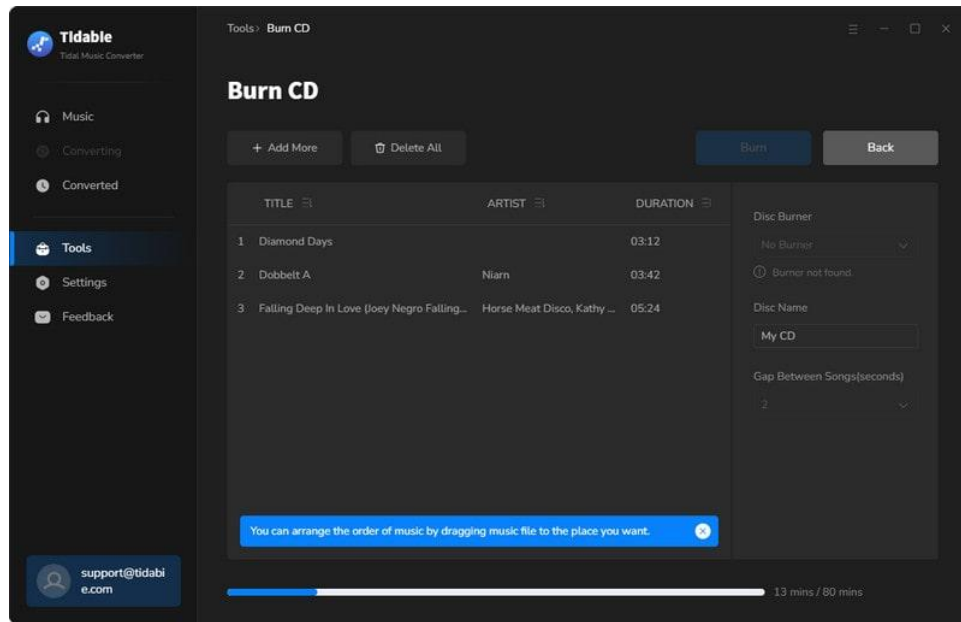 Tidable
Tidal Music Converter
Tools› Burn CD
Burn CD
Music
Converting
Converted
Tools
Settings
Feedback
+ Add More
Delete All
Burn
Back
TITLE ARTIST DURATION
1 Diamond Days 03:12
2 Dobbelt A Niarn 03:42
3 Falling Deep In Love (Joey Negro Falling... Horse Meat Disco, Kathy ... 05:24
Disc Burner
No Burner
Burner not found.
Disc Name
My CD
Gap Between Songs(seconds)
2
You can arrange the order of music by dragging music file to the place you want.
support@tidabl
e.com
13 mins / 80 mins